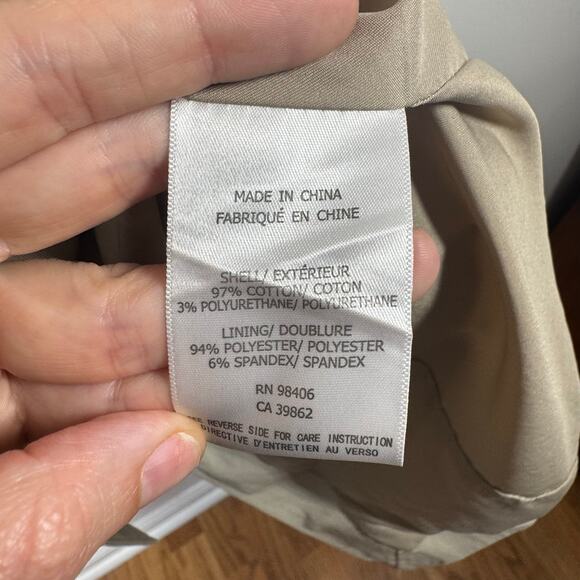 MADE IN CHINA
FABRIQUÉ EN CHINE
SHELL/ EXTÉRIEUR
97% COTTON/ COTON
3% POLYURETHANE/ POLYURETHANE
LINING/ DOUBLURE
94% POLYESTER/ POLYESTER
6% SPANDEX/ SPANDEX
RN 98406
CA 39862
REVERSE SIDE FOR CARE INSTRUCTION
DIRECTIVE D'ENTRETIEN AU VERSO